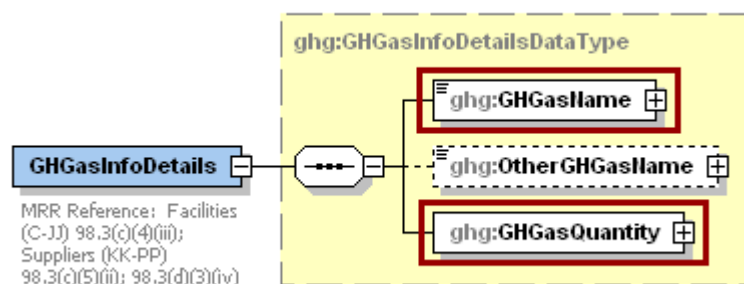 ghg:GHGasInfoDetailsDataType
ghg:GHGasName
GHGasInfoDetails
ghg:OtherGHGasName
MRR Reference: Facilities
(C-JJ) 98.3(c)(4)(iii);
Suppliers (KK-PP)
98.3(c)(5)(ii); 98.3(d)(3)(iv)
ghg:GHGasQuantity